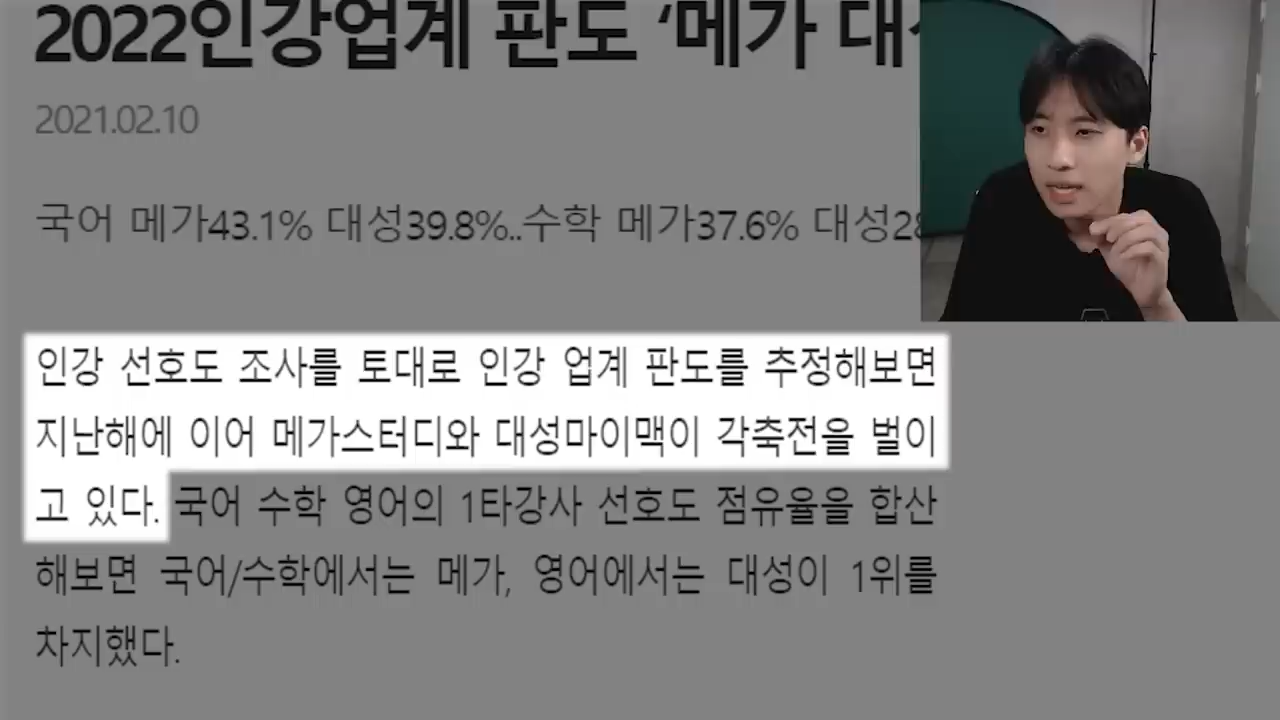 2022인강업계 판도 ‘메가
2021.02.10
국어 메가43.1% 대성39.8%..수학 메가37.6%
인강 선호도 조사를 토대로 인강 업계 판도를 추정해보면
지난해에 이어 메가스터디와 대성마이맥이 각축전을 벌이
고 있다. 국어 수학 영어의 1타강사 선호도 점유율을 합산
해보면 국어/수학에서는 메가, 영어에서는 대성이 1위를
차지했다.